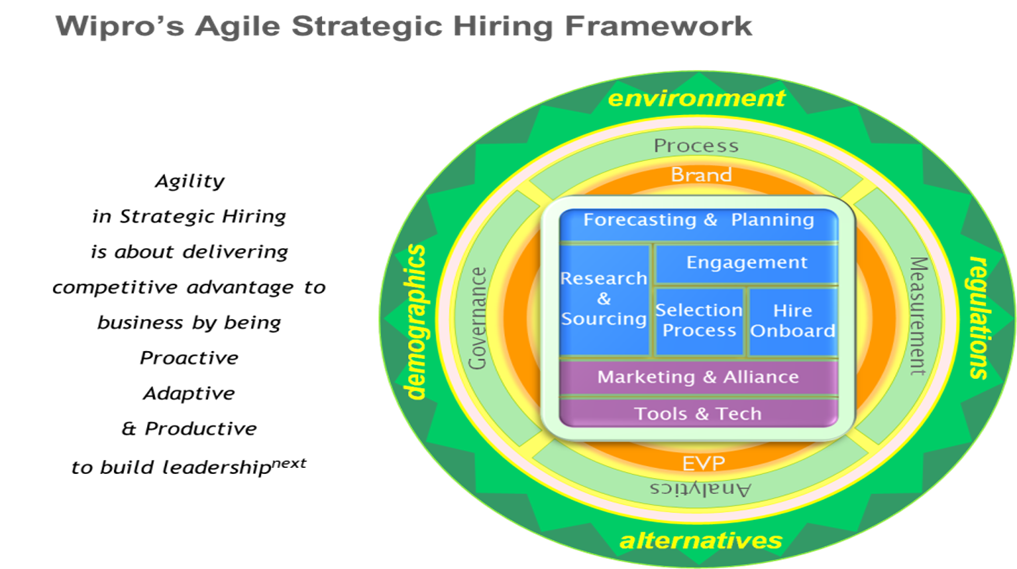 Wipro’s Agile Strategic Hiring Framework
Agility
in Strategic Hiring
is about delivering
competitive advantage to
business by being
Proactive
Adaptive
& Productive
to build leadershipnext
environment
Process
Brand
demographics
Governance
Forecasting & Planning
Research
&
Sourcing
Engagement
Selection
Process
Hire
Onboard
Marketing & Alliance
Tools & Tech
Measurement
regulations
EVP
Analytics
alternatives